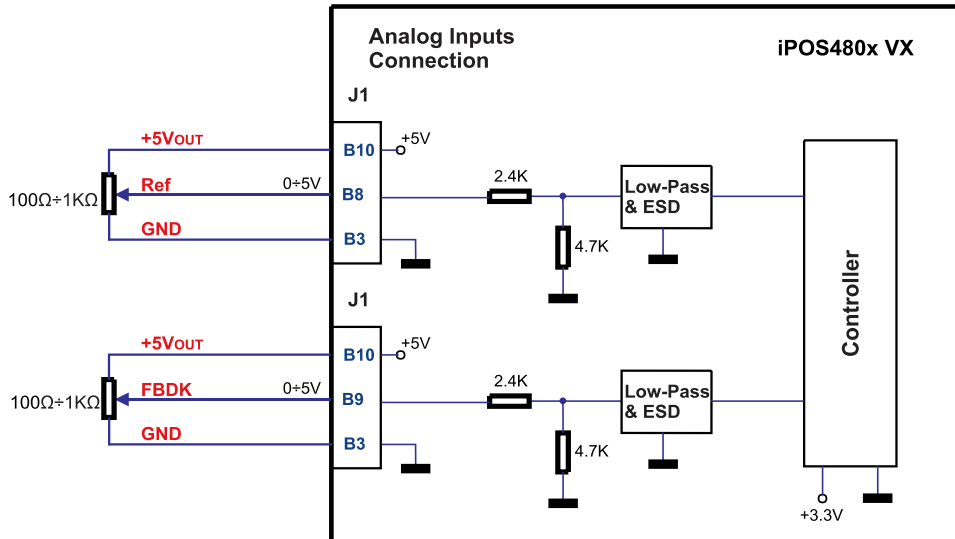 Analog Inputs
Connection
iPOS480x VX
J1
+5VOUT
B10
+5V
Ref
0÷5V
B8
100Ω÷1KΩ
GND
B3
2.4K
4.7K
Low-Pass
& ESD
Controller
J1
+5VOUT
B10
+5V
FBDK
0÷5V
B9
100Ω÷1KΩ
GND
B3
2.4K
4.7K
Low-Pass
& ESD
+3.3V